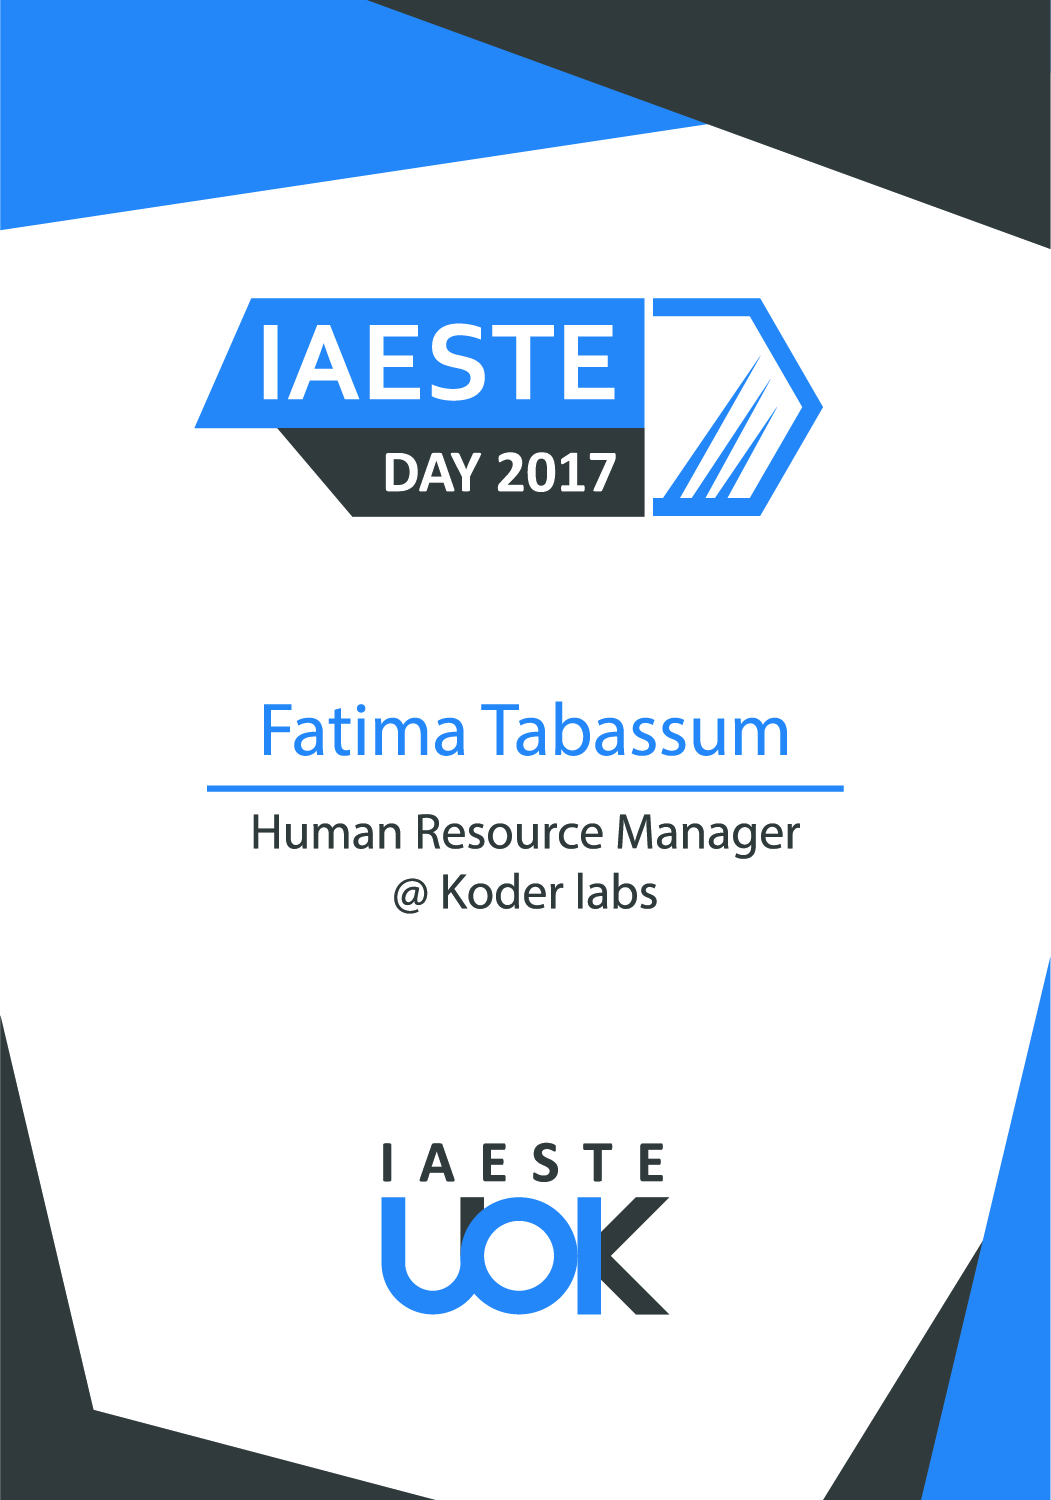 IAESTE
DAY 2017
Fatima Tabassum
Human Resource Manager
@ Koder labs
IAESTE
UOK